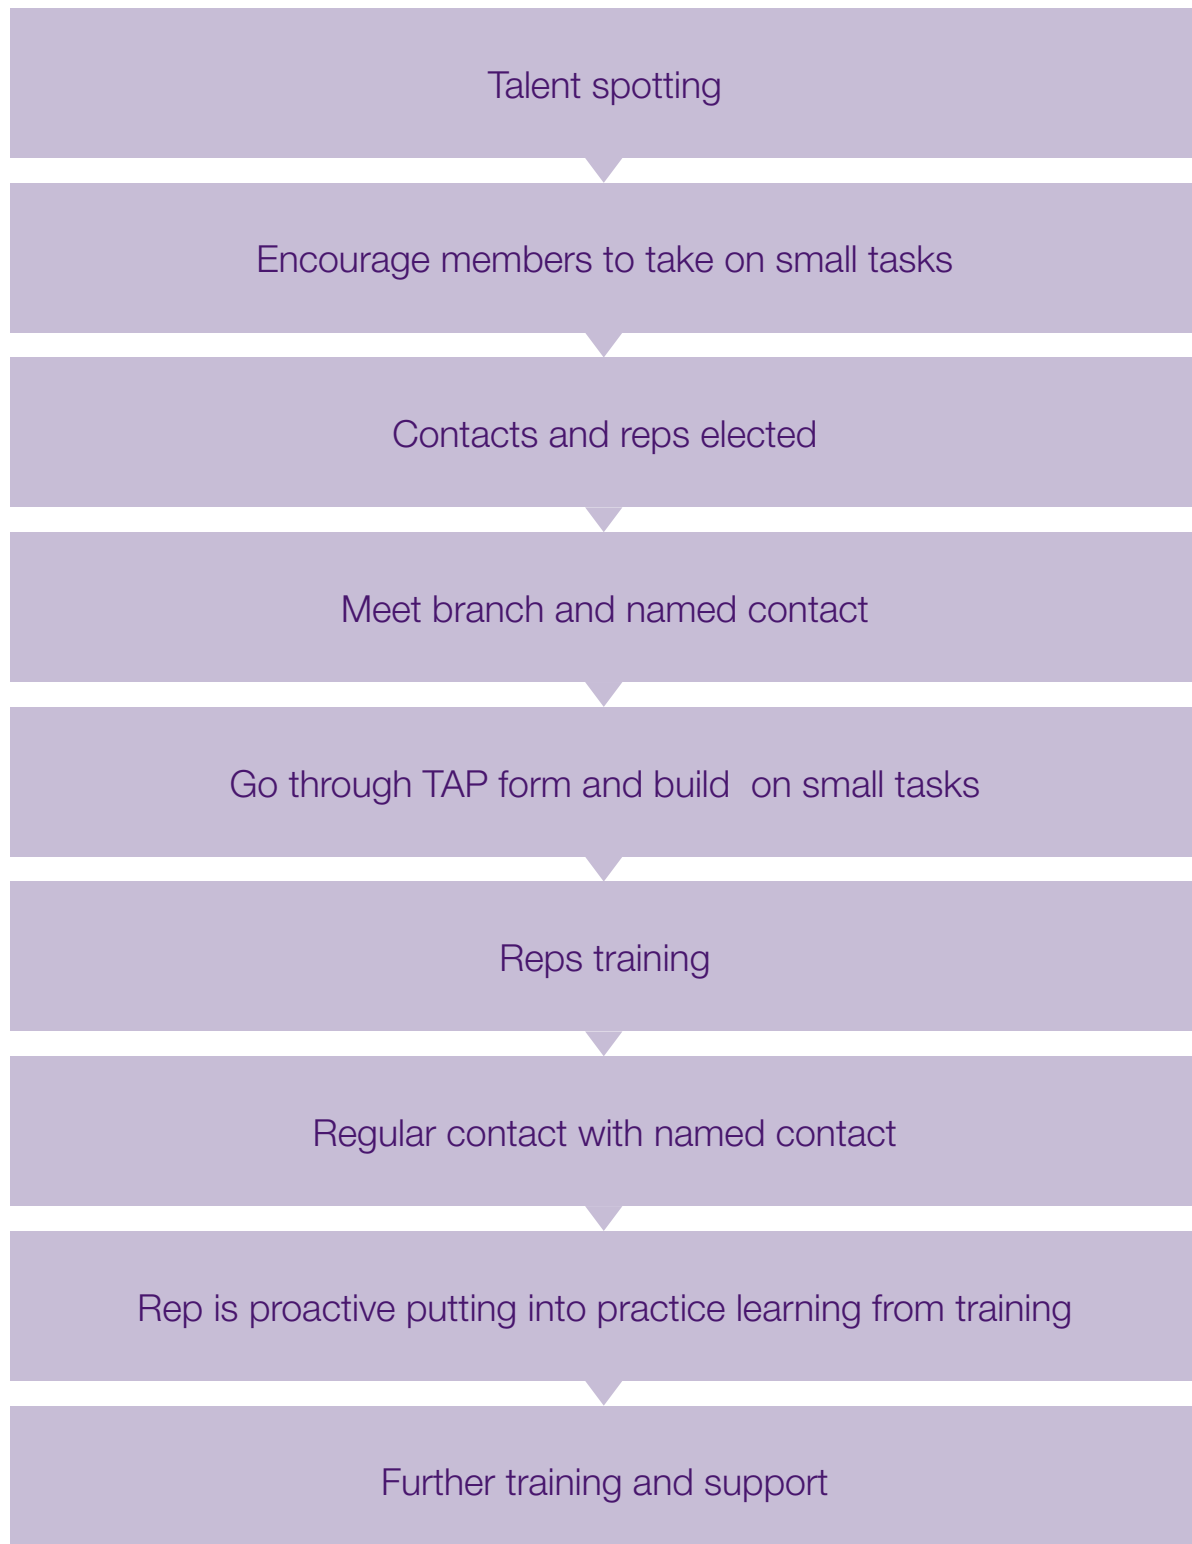 Talent spotting
Encourage members to take on small tasks
Contacts and reps elected
Meet branch and named contact
Go through TAP form and build  on small tasks
Reps training
Regular contact with named contact
Rep is proactive putting into practice learning from training
Further training and support